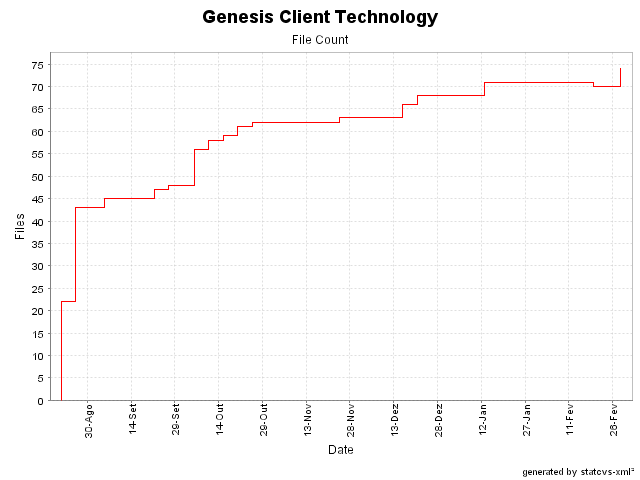 Genesis Client Technology
File Count
75
70
65
60
55
50
45
40
35
30
25
20
15
10
5
0
Files
30-Ago
14-Set
29-Set
14-Out
29-Out
13-Nov
28-Nov
13-Dez
28-Dez
12-Jan
27-Jan
11-Fev
26-Fev
Date
generated by statcvs-xml²